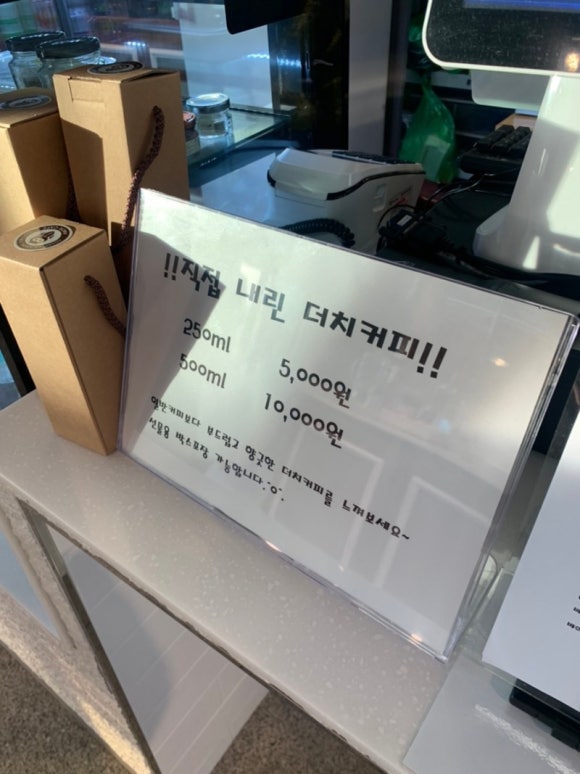 !!직접 내린 더치커피!!
250ml 5,000원
500ml 10,000원
일반커피보다 부드럽고 향긋한 더치커피를 느껴보세요~
선물용 박스포장 가능합니다.^o^.